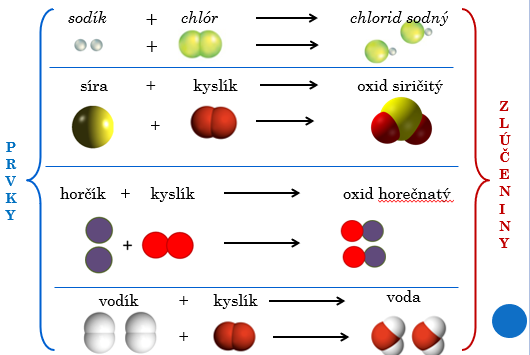 sodík + chlór chlorid sodný
+
síra + kyslík oxid siričitý
+
horčík + kyslík oxid horečnatý
+
vodík + kyslík voda
+
PRVKY
ZLÚČENINY